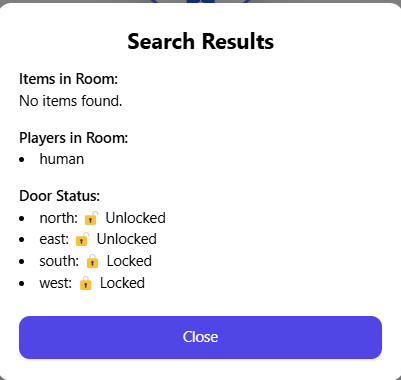 Search Results
Items in Room:
No items found.
Players in Room:
• human
Door Status:
• north: 🔓 Unlocked
• east: 🔓 Unlocked
• south: 🔒 Locked
• west: 🔒 Locked
Close